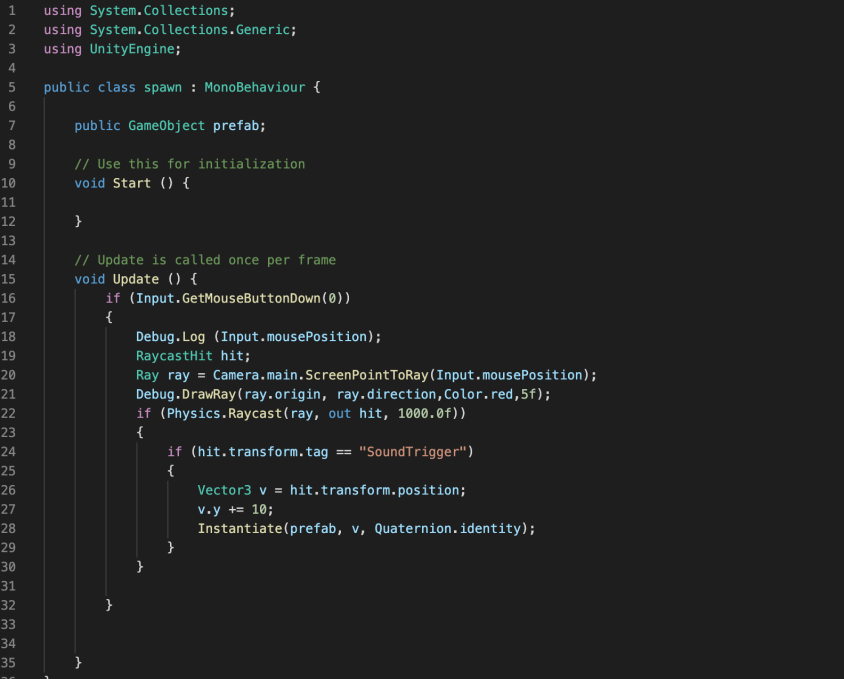 1 using System.Collections;
2 using System.Collections.Generic;
3 using UnityEngine;
4
5 public class spawn : MonoBehaviour {
6
7 public GameObject prefab;
8
9 // Use this for initialization
10 void Start () {
11
12 }
13
14 // Update is called once per frame
15 void Update () {
16 if (Input.GetMouseButtonDown(0))
17 {
18 Debug.Log (Input.mousePosition);
19 RaycastHit hit;
20 Ray ray = Camera.main.ScreenPointToRay(Input.mousePosition);
21 Debug.DrawRay(ray.origin, ray.direction,Color.red,5f);
22 if (Physics.Raycast(ray, out hit, 1000.0f))
23 {
24 if (hit.transform.tag == "SoundTrigger")
25 {
26 Vector3 v = hit.transform.position;
27 v.y += 10;
28 Instantiate(prefab, v, Quaternion.identity);
29 }
30 }
31
32 }
33
34
35 }